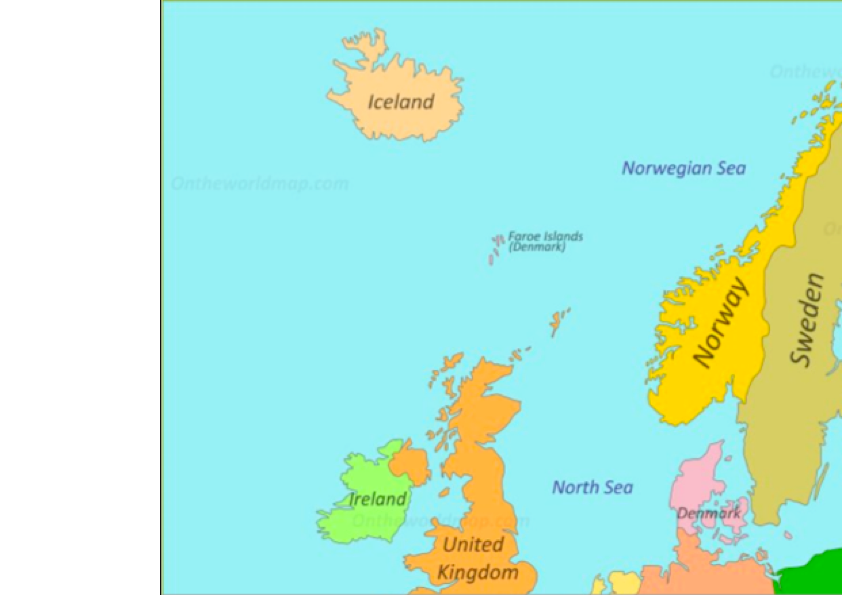 Iceland
Ontheworldmap.com
Norwegian Sea
Faroe Islands
(Denmark)
Norway
Sweden
North Sea
Ireland
Denmark
Ontheworldmap.com
United
Kingdom